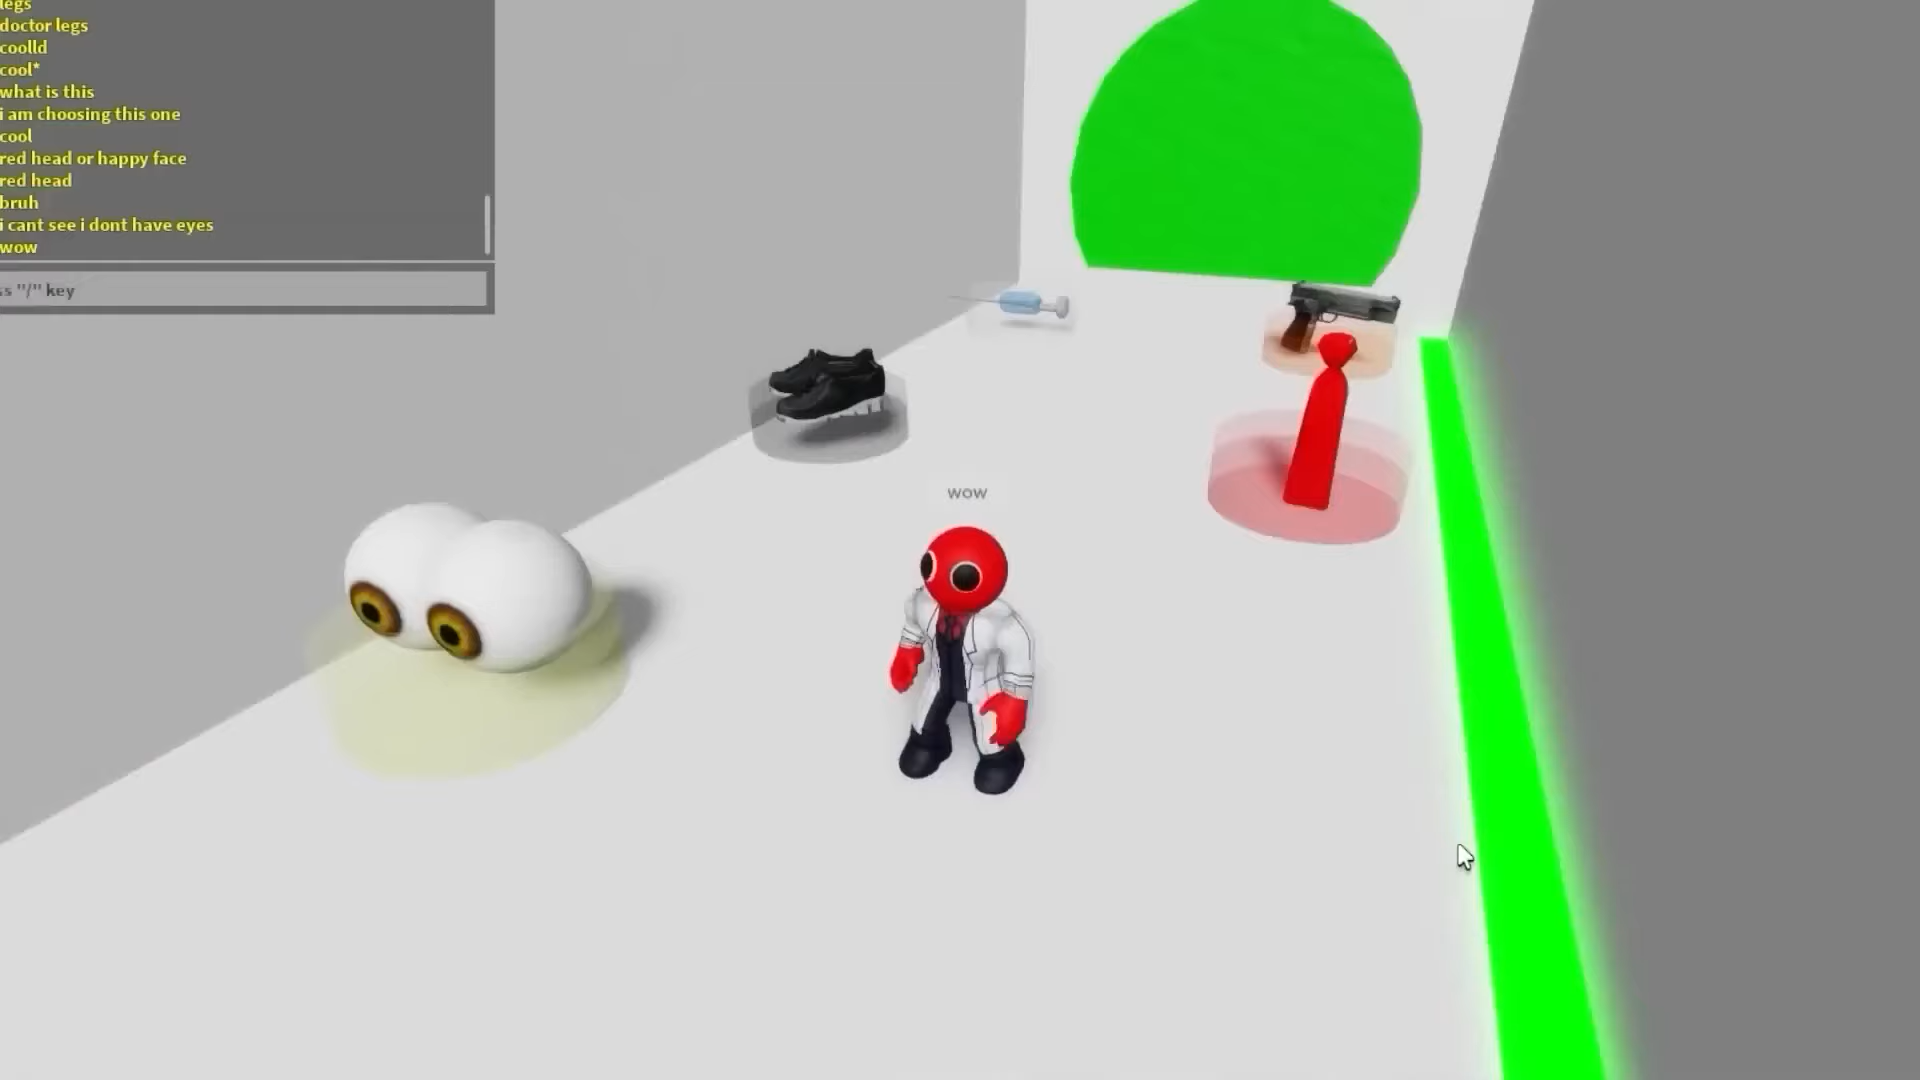 legs
doctor legs
coolld
cool*
what is this
i am choosing this one
cool
red head or happy face
red head
bruh
i cant see i dont have eyes
wow
"/" key
wow